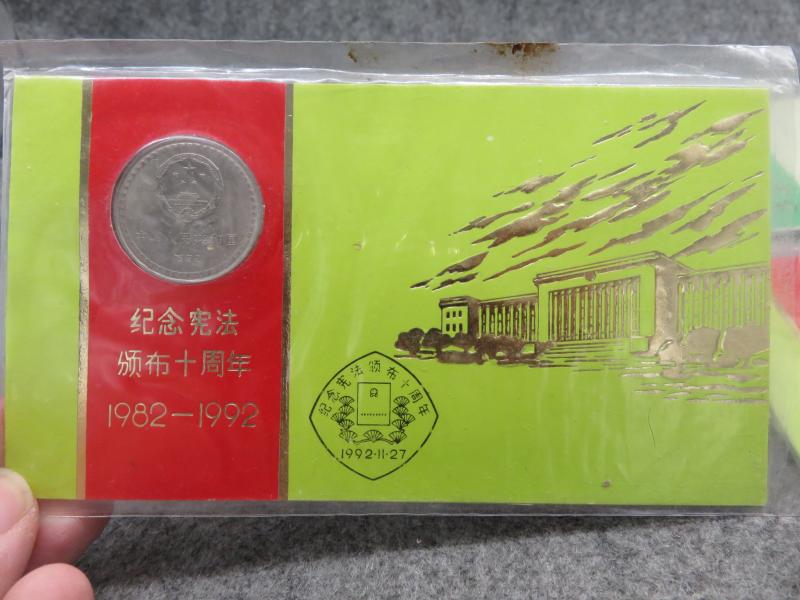 中华人民共和国
1992
纪念宪法
颁布十周年
1982—1992
纪念宪法颁布十周年
1992·11·27